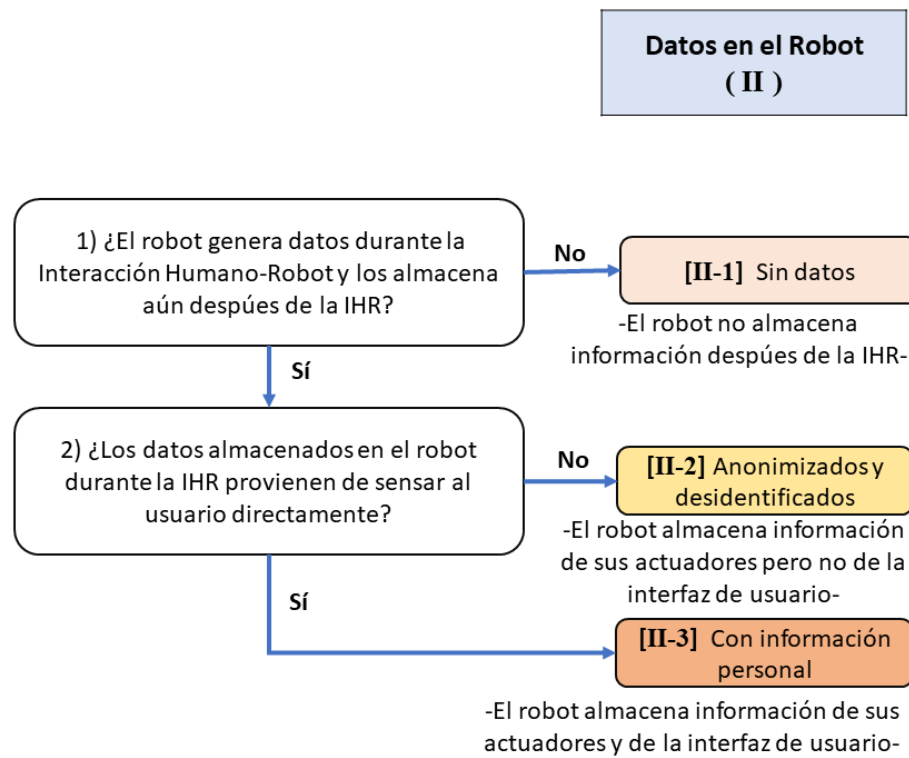 Datos en el Robot
( II )
1) ¿El robot genera datos durante la
Interacción Humano-Robot y los almacena
aún despúes de la IHR?
No
[II-1] Sin datos
-El robot no almacena
información despúes de la IHR-
Sí
2) ¿Los datos almacenados en el robot
durante la IHR provienen de sensar al
usuario directamente?
No
[II-2] Anonimizados y
desidentificados
-El robot almacena información
de sus actuadores pero no de la
interfaz de usuario-
Sí
[II-3] Con información
personal
-El robot almacena información de sus
actuadores y de la interfaz de usuario-